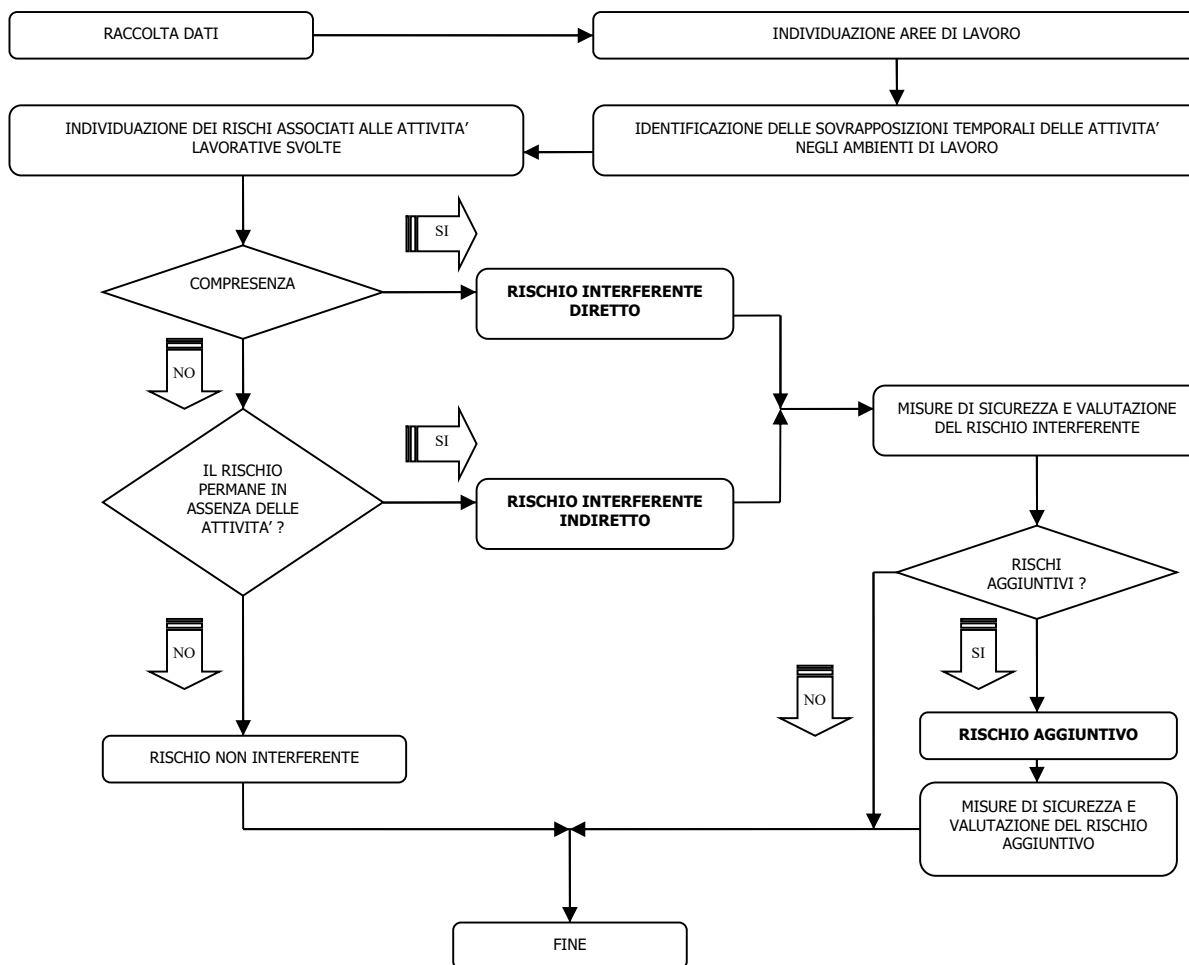 RACCOLTA DATI
INDIVIDUAZIONE AREE DI LAVORO
INDIVIDUAZIONE DEI RISCHI ASSOCIATI ALLE ATTIVITA’
LAVORATIVE SVOLTE
IDENTIFICAZIONE DELLE SOVRAPPOSIZIONI TEMPORALI DELLE ATTIVITA’
NEGLI AMBIENTI DI LAVORO
SI
COMPRESENZA
RISCHIO INTERFERENTE
DIRETTO
NO
MISURE DI SICUREZZA E VALUTAZIONE
DEL RISCHIO INTERFERENTE
SI
IL RISCHIO
PERMANE IN
ASSENZA DELLE
ATTIVITA’ ?
RISCHIO INTERFERENTE
INDIRETTO
RISCHI
AGGIUNTIVI ?
NO
SI
NO
RISCHIO AGGIUNTIVO
RISCHIO NON INTERFERENTE
MISURE DI SICUREZZA E
VALUTAZIONE DEL RISCHIO
AGGIUNTIVO
FINE